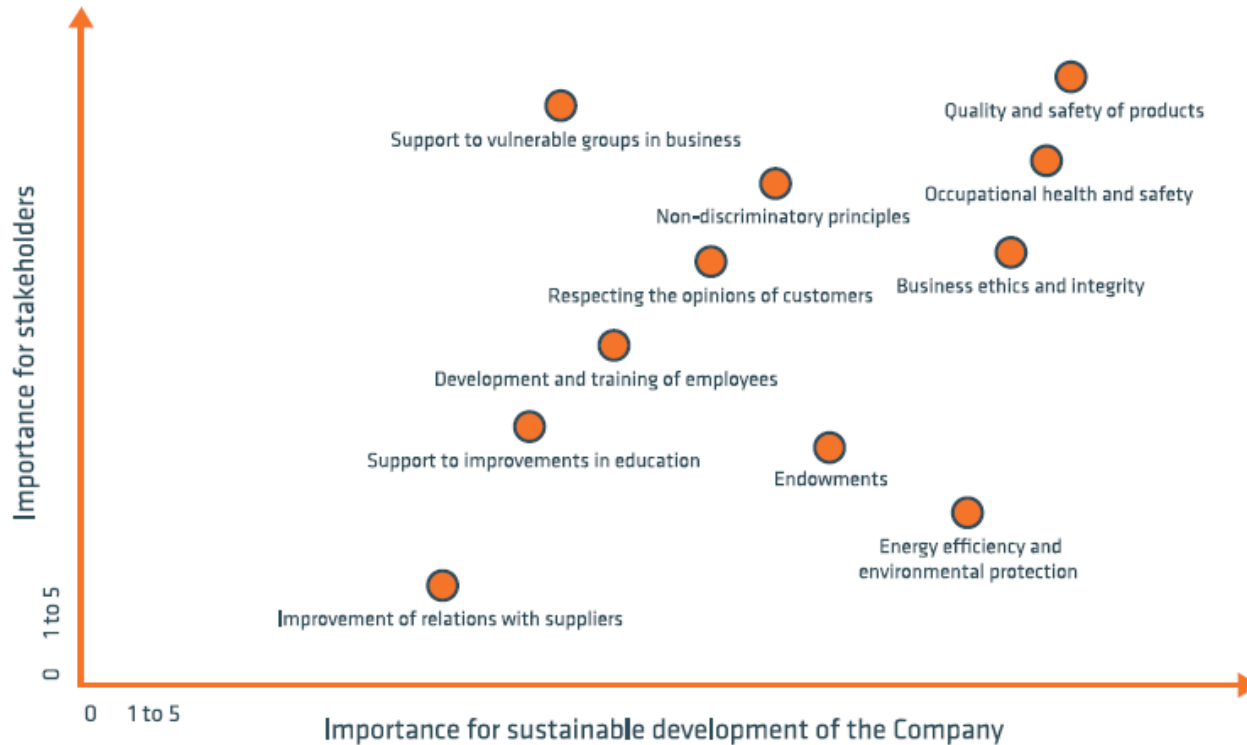 Quality and safety of products
Support to vulnerable groups in business
Occupational health and safety
Non-discriminatory principles
Business ethics and integrity
Respecting the opinions of customers
Development and training of employees
Support to improvements in education
Endowments
Energy efficiency and
environmental protection
Improvement of relations with suppliers
Importance for stakeholders
1 to 5
0
0 1 to 5
Importance for sustainable development of the Company